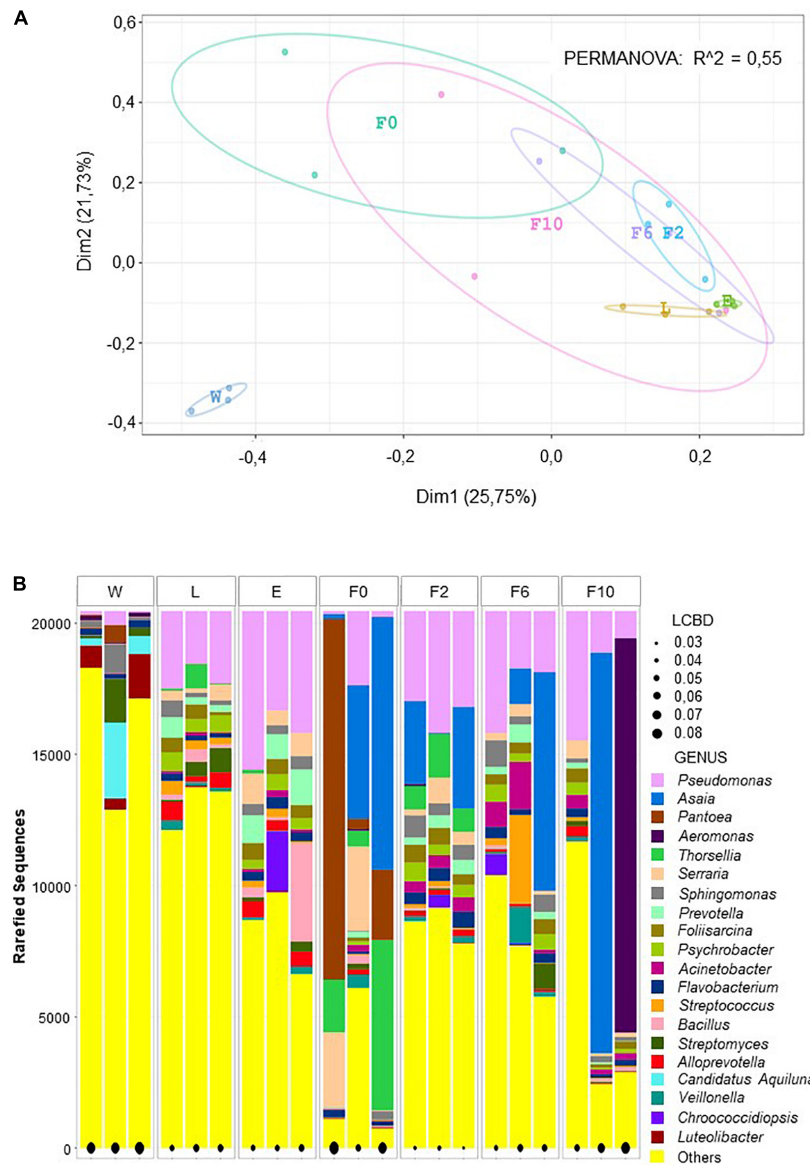 A
PERMANOVA: R^2 = 0,55
0,6
0,4
0,2
0,0
-0,2
-0,4
Dim2 (21,73%)
F0
F10
F6
F2
E
L
W
-0,4
-0,2
0,0
0,2
Dim1 (25,75%)
B
W
L
E
F0
F2
F6
F10
20000
15000
10000
5000
0
Rarefied Sequences
LCBD
0.03
0.04
0.05
0,06
0.07
0.08
GENUS
Pseudomonas
Asaia
Pantoea
Aeromonas
Thorsellia
Serraria
Sphingomonas
Prevotella
Foliisarcina
Psychrobacter
Acinetobacter
Flavobacterium
Streptococcus
Bacillus
Streptomyces
Alloprevotella
Candidatus Aquiluna
Veillonella
Chroococcidiopsis
Luteolibacter
Others